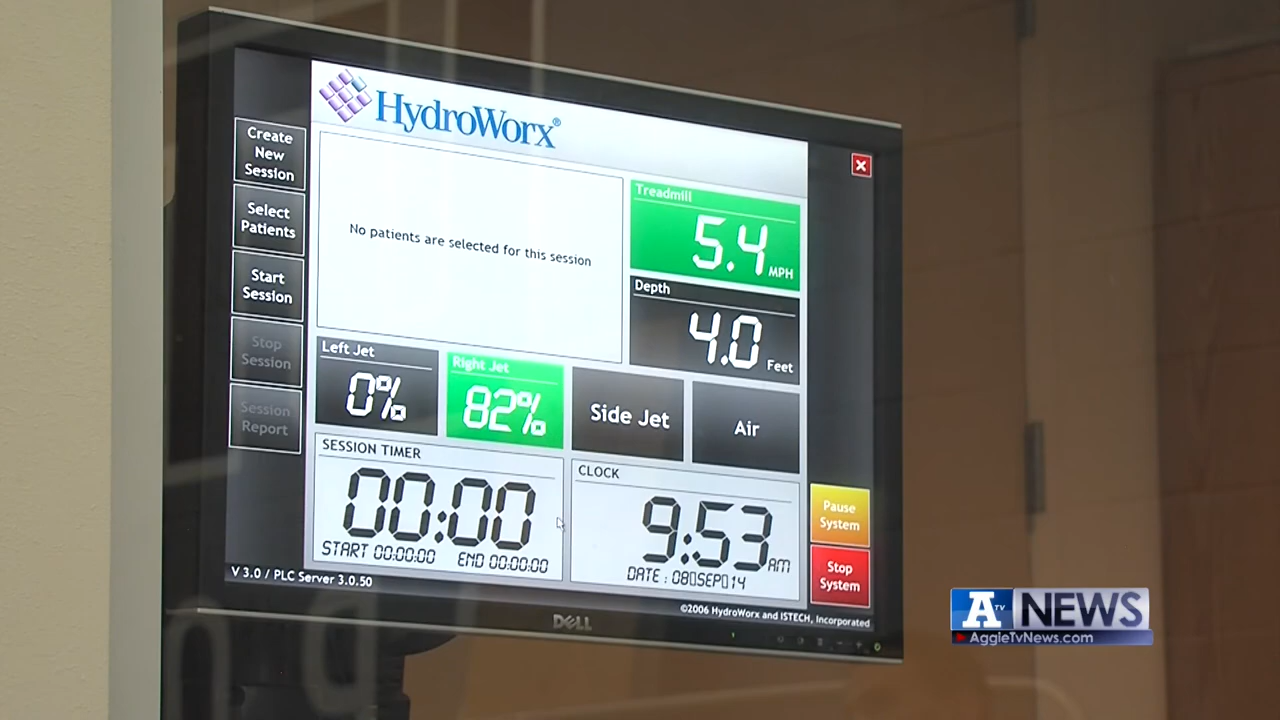 HydroWorx®
Create
New
Session
Select
Patients
Start
Session
Stop
Session
Session
Report
No patients are selected for this session
Treadmill
5.4 MPH
Depth
4.0 Feet
Left Jet
0%
Right Jet
82%
Side Jet
Air
SESSION TIMER
00:00
START 00:00:00 END 00:00:00
CLOCK
9:53 AM
DATE : 08▯SEP▯14
Pause
System
Stop
System
V 3.0 / PLC Server 3.0.50
©2006 HydroWorx and ISTECH, Incorporated
DELL
A TV NEWS
AggieTvNews.com